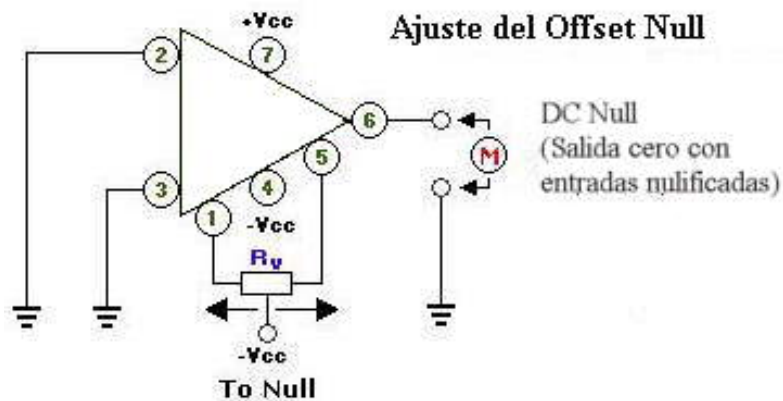 Ajuste del Offset Null
+Vcc
2
7
6
5
3
4
1
-Vcc
Rv
-Vcc
To Null
M
DC Null
(Salida cero con
entradas nulificadas)